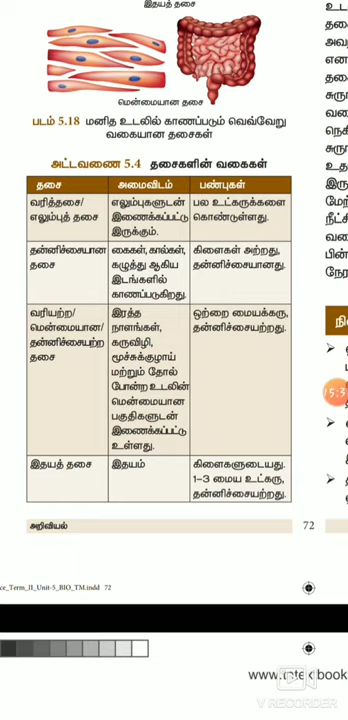 இதயத் தசை
மென்மையான தசை
படம் 5.18 மனித உடலில் காணப்படும் வெவ்வேறு
வகையான தசைகள்
அட்டவணை 5.4 தசைகளின் வகைகள்
தசை அமைவிடம் பண்புகள்
வரித்தசை/ எலும்புகளுடன் பல உட்கருக்களை
எலும்புத் தசை இணைக்கப்பட்டு கொண்டுள்ளது.
இருக்கும்.
தன்னிச்சையான கைகள், கால்கள், கிளைகள் அற்றது,
தசை கழுத்து ஆகிய தன்னிச்சையானது.
இடங்களில்
காணப்படுகிறது.
வரியற்ற/ இரத்த ஒற்றை மையக்கரு,
மென்மையான/ நாளங்கள், தன்னிச்சையற்றது.
தன்னிச்சையற்ற கருவிழி,
தசை மூச்சுக்குழாய்
மற்றும் தோல்
போன்ற உடலின்
மென்மையான
பகுதிகளுடன்
இணைக்கப்பட்டு
உள்ளது.
இதயத் தசை இதயம் கிளைகளுடையது.
1-3 மைய உட்கரு,
தன்னிச்சையற்றது.
அறிவியல் 72
ce_Term_II_Unit-5_BIO_TM.indd 72
V RECORDER